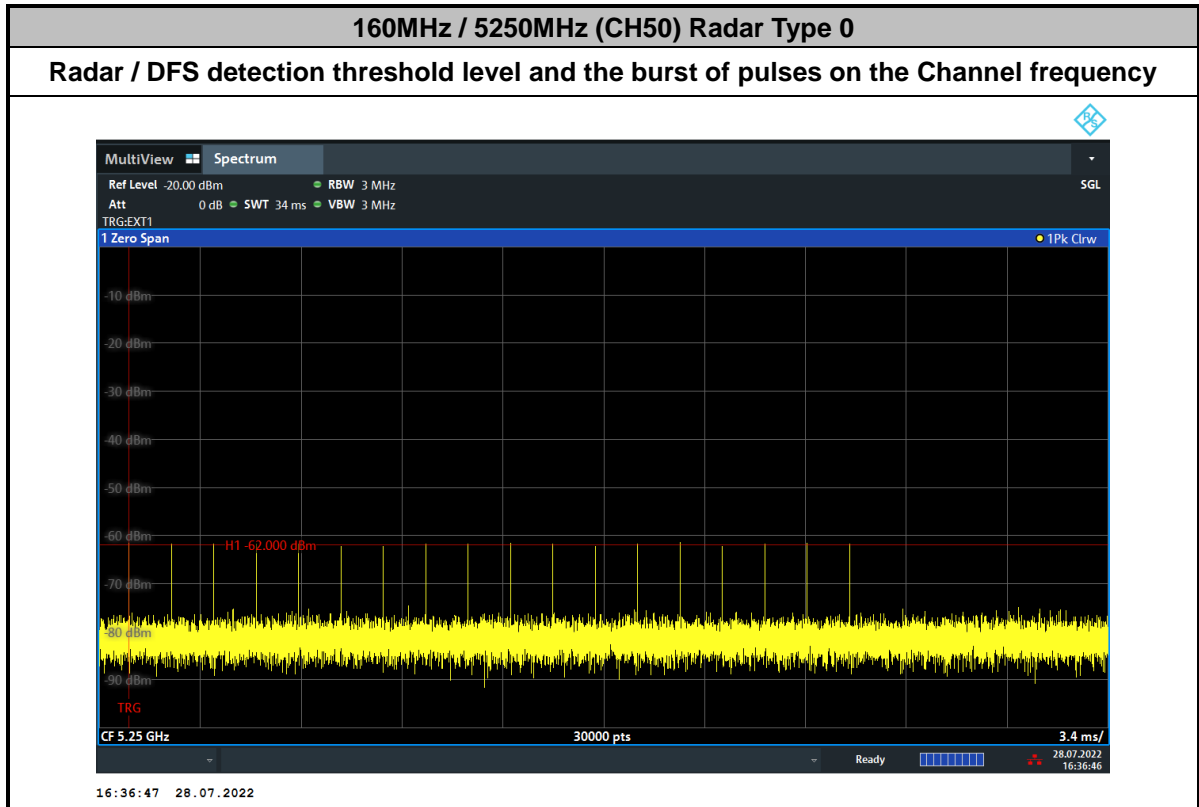 160MHz / 5250MHz (CH50) Radar Type 0
Radar / DFS detection threshold level and the burst of pulses on the Channel frequency
R S
MultiView Spectrum
Ref Level -20.00 dBm RBW 3 MHz SGL
Att 0 dB SWT 34 ms VBW 3 MHz
TRG:EXT1
1 Zero Span 1Pk Clrw
-10 dBm
-20 dBm
-30 dBm
-40 dBm
-50 dBm
-60 dBm
H1 -62.000 dBm
-70 dBm
-80 dBm
-90 dBm
TRG
CF 5.25 GHz 30000 pts 3.4 ms/
Ready 28.07.2022
16:36:46
16:36:47 28.07.2022